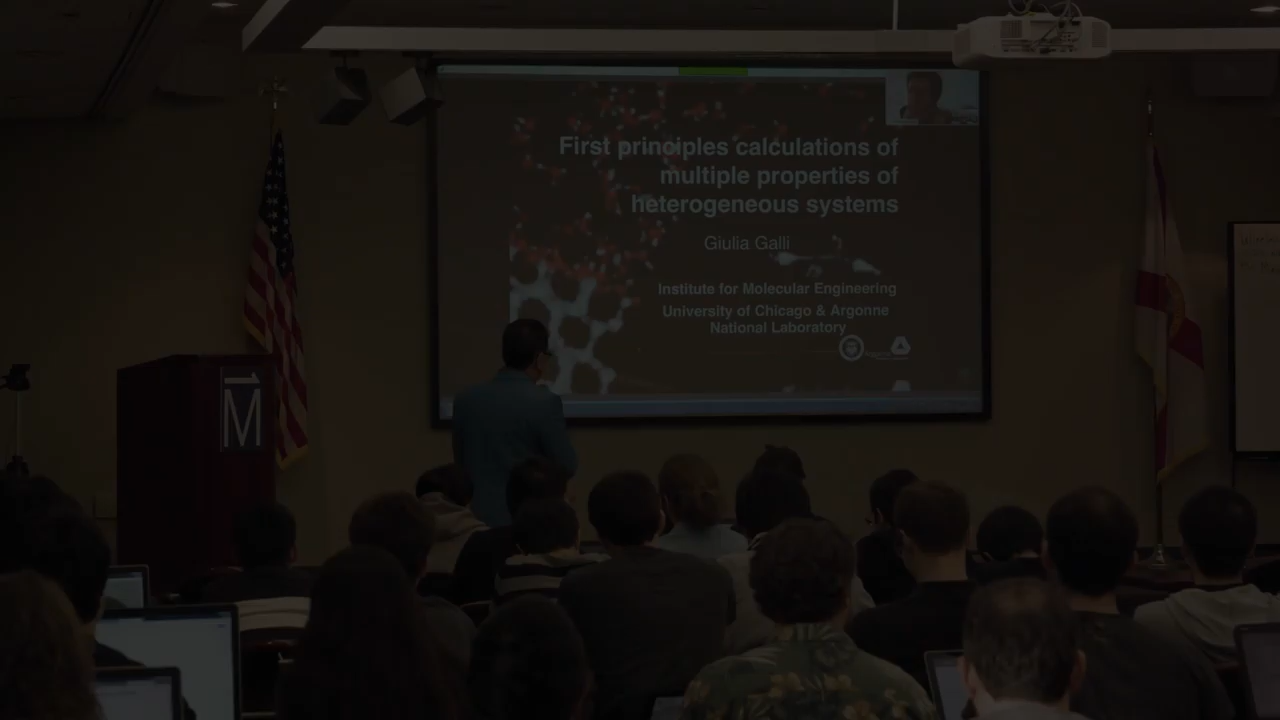 First principles calculations of
multiple properties of
heterogeneous systems
Giulia Galli
Institute for Molecular Engineering
University of Chicago & Argonne
National Laboratory
M